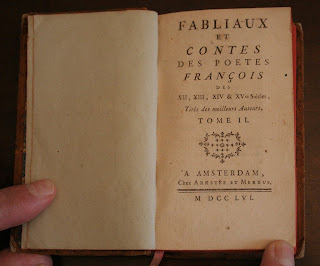 FABLIAUX
ET
CONTES
DES POETES
FRANÇOIS
DES
XII, XIII, XIV & XVes Siécles,
Tirés des meilleurs Auteurs,
TOME II.
A AMSTERDAM,
Chez ARKSTÉE ET MERKUS.
M DCC LVI.